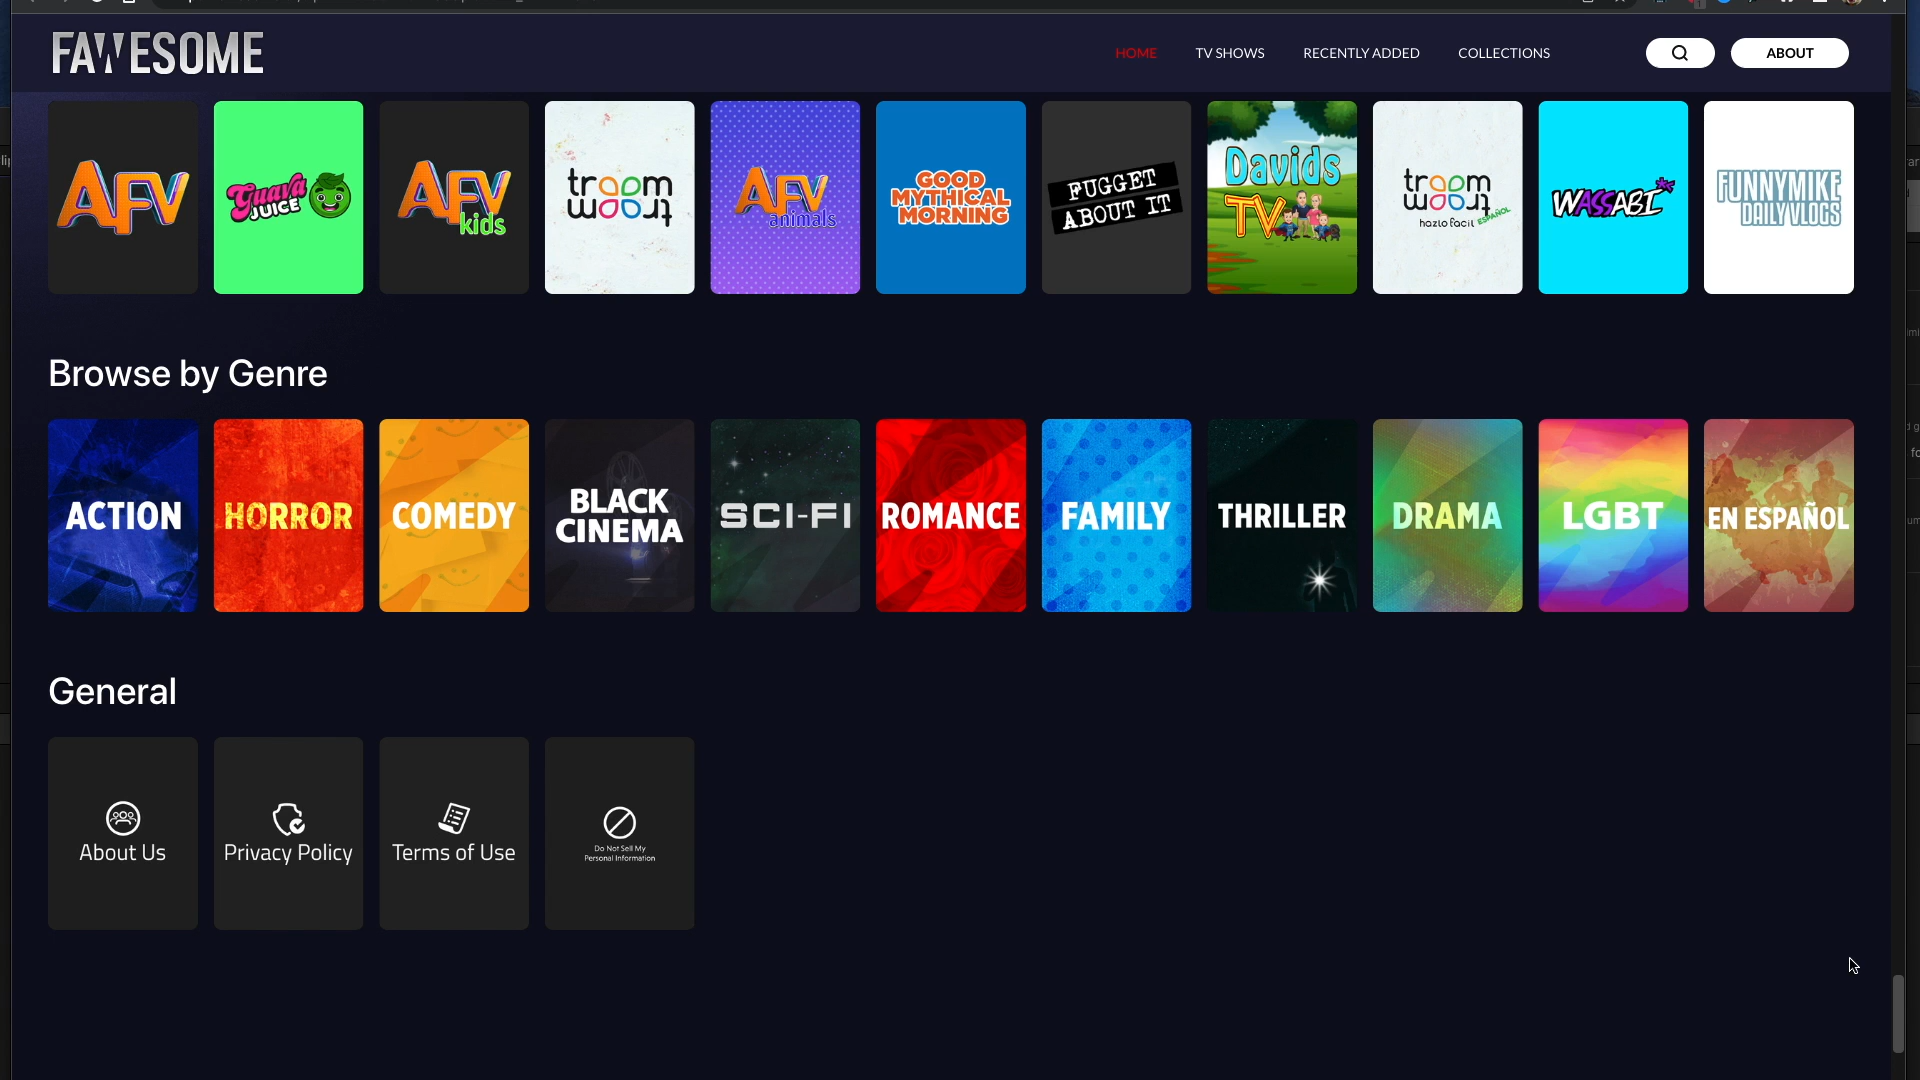 FAWESOME
HOME TV SHOWS RECENTLY ADDED COLLECTIONS ABOUT
AFV
Guava
JUICE
AFV
kids
troom
troom
AFV
animals
GOOD
MYTHICAL
MORNING
FUGGET
ABOUT IT
Davids
TV
troom
troom
hazlo facil ESPAÑOL
WASSABI
FUNNYMIKE
DAILY VLOGS
Browse by Genre
ACTION
HORROR
COMEDY
BLACK
CINEMA
SCI-FI
ROMANCE
FAMILY
THRILLER
DRAMA
LGBT
EN ESPAÑOL
General
About Us
Privacy Policy
Terms of Use
Do Not Sell My
Personal Information